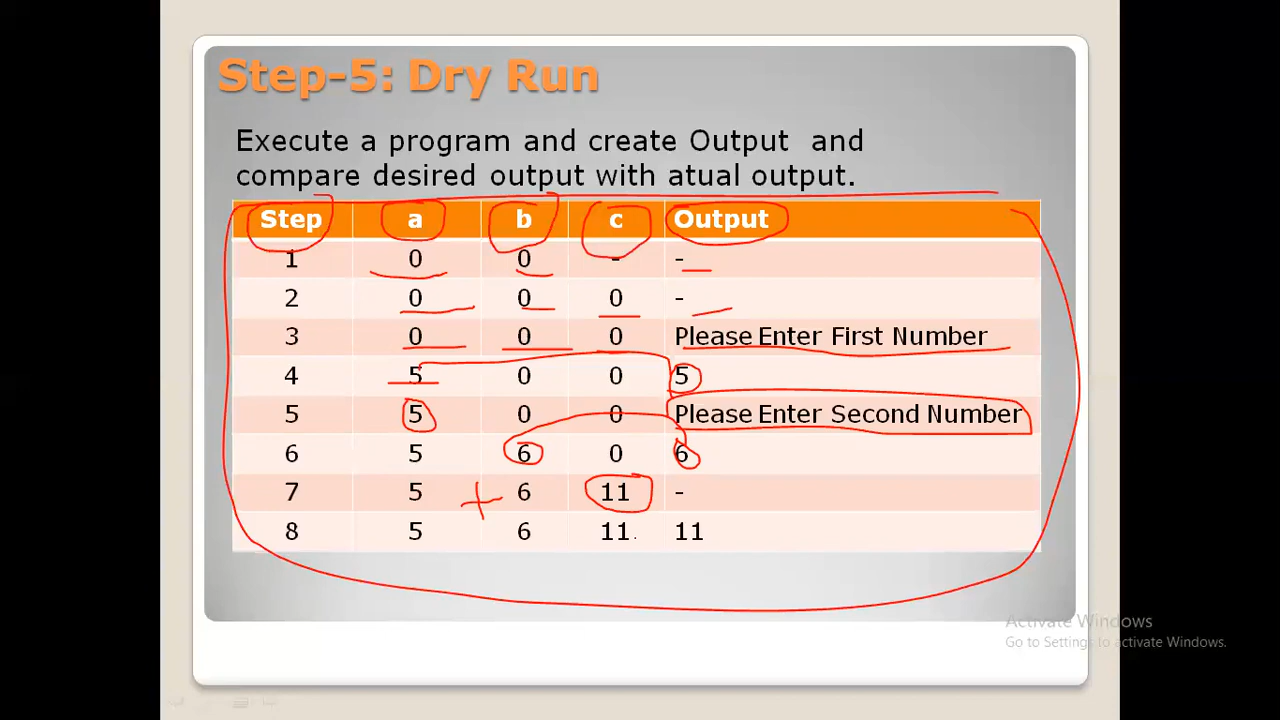 Step-5: Dry Run
Execute a program and create Output and
compare desired output with atual output.
Step a b c Output
1 0 0 - -
2 0 0 0 -
3 0 0 0 Please Enter First Number
4 5 0 0 5
5 5 0 0 Please Enter Second Number
6 5 6 0 6
7 5 + 6 11 -
8 5 6 11 11
Activate Windows
Go to Settings to activate Windows.